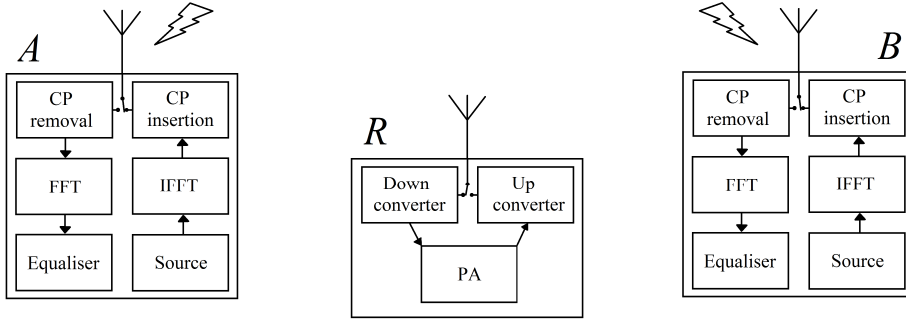 A
CP
removal
CP
insertion
FFT
IFFT
Equaliser
Source
R
Down
converter
Up
converter
PA
B
CP
removal
CP
insertion
FFT
IFFT
Equaliser
Source